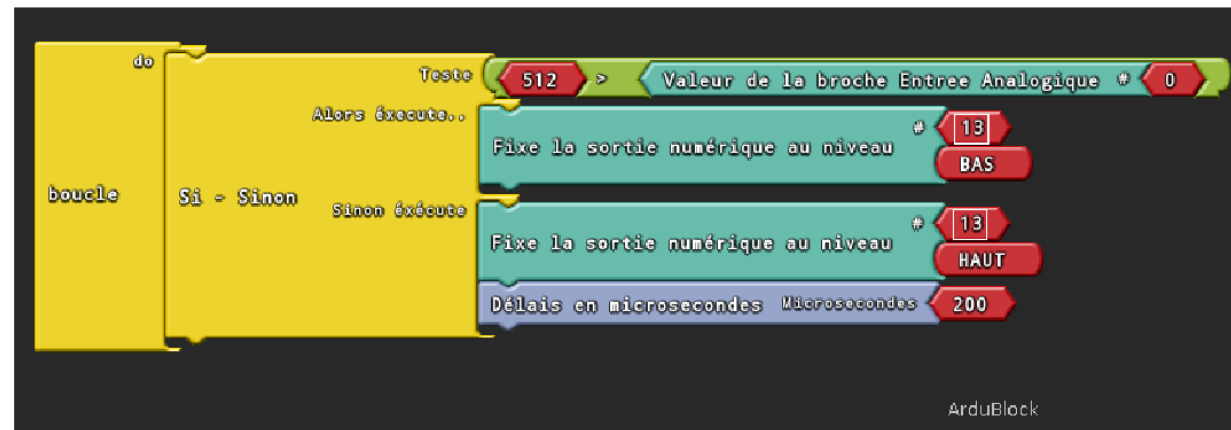 do
Teste 512 > Valeur de la broche Entree Analogique # 0
Alors éxecute..
Fixe la sortie numérique au niveau # 13
BAS
boucle Si - Sinon
Sinon éxécute
Fixe la sortie numérique au niveau # 13
HAUT
Délais en microsecondes Microsecondes 200
ArduBlock